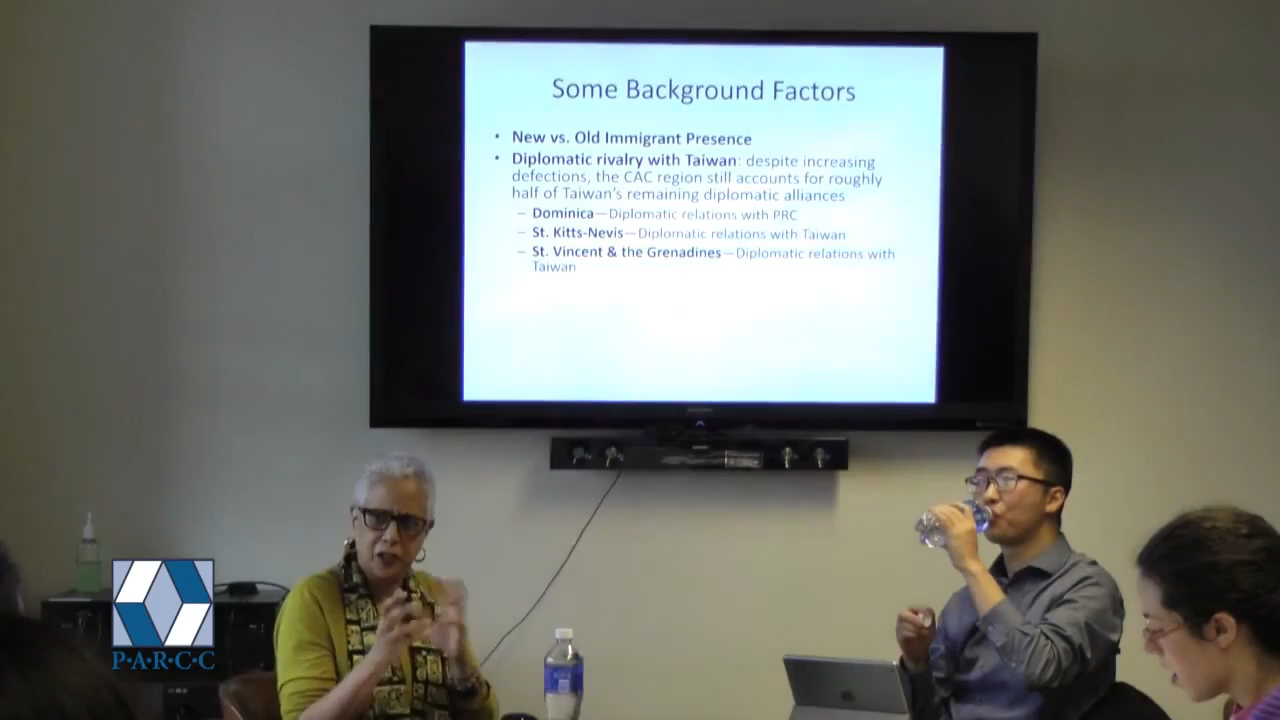 Some Background Factors
• New vs. Old Immigrant Presence
• Diplomatic rivalry with Taiwan: despite increasing
defections, the CAC region still accounts for roughly
half of Taiwan's remaining diplomatic alliances
– Dominica—Diplomatic relations with PRC
– St. Kitts-Nevis—Diplomatic relations with Taiwan
– St. Vincent & the Grenadines—Diplomatic relations with
Taiwan
P·A·R·C·C